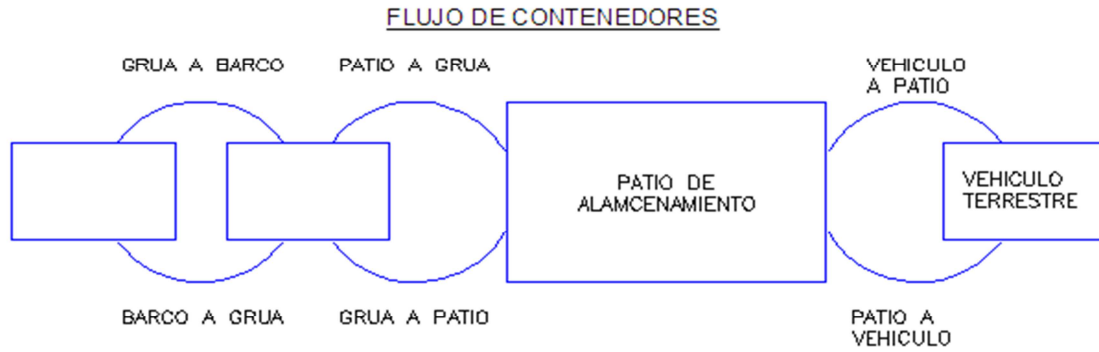 FLUJO DE CONTENEDORES
GRUA A BARCO
PATIO A GRUA
VEHICULO
A PATIO
PATIO DE
ALAMCENAMIENTO
VEHICULO
TERRESTRE
BARCO A GRUA
GRUA A PATIO
PATIO A
VEHICULO